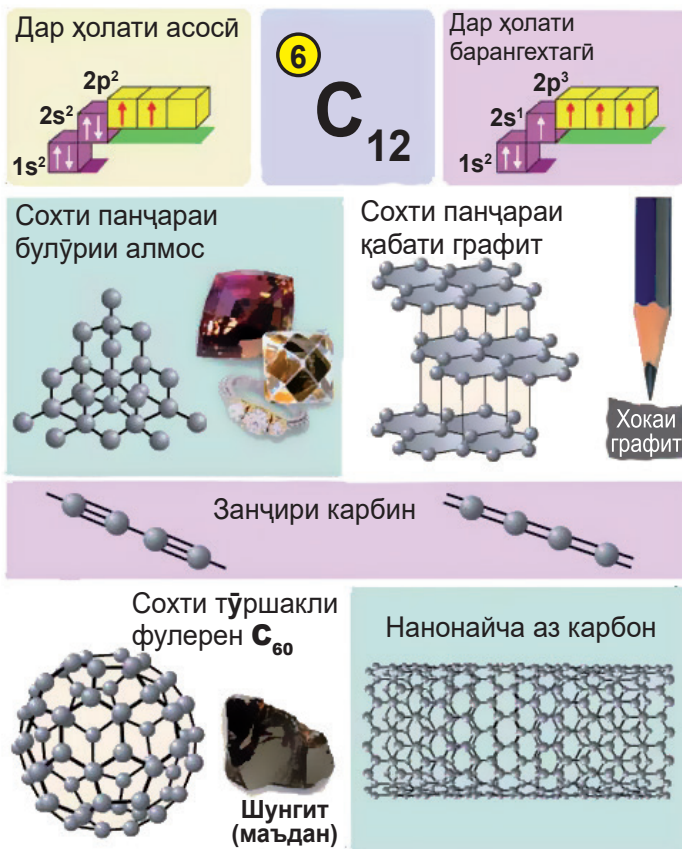 Дар ҳолати асосӣ
2p²
2s²
1s²
6
C₁₂
Дар ҳолати
барангехтагӣ
2p³
2s¹
1s²
Сохти панҷараи
булӯрии алмос
Сохти панҷараи
қабати графит
Хокаи
графит
Занҷири карбин
Сохти тӯршакли
фулерен C₆₀
Шунгит
(маъдан)
Нанонайча аз карбон